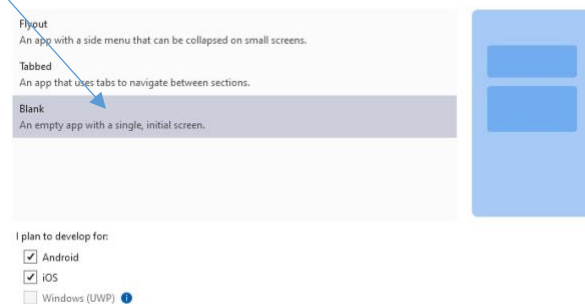 Flyout
An app with a side menu that can be collapsed on small screens.
Tabbed
An app that uses tabs to navigate between sections.
Blank
An empty app with a single, initial screen.
I plan to develop for:
Android
iOS
Windows (UWP)